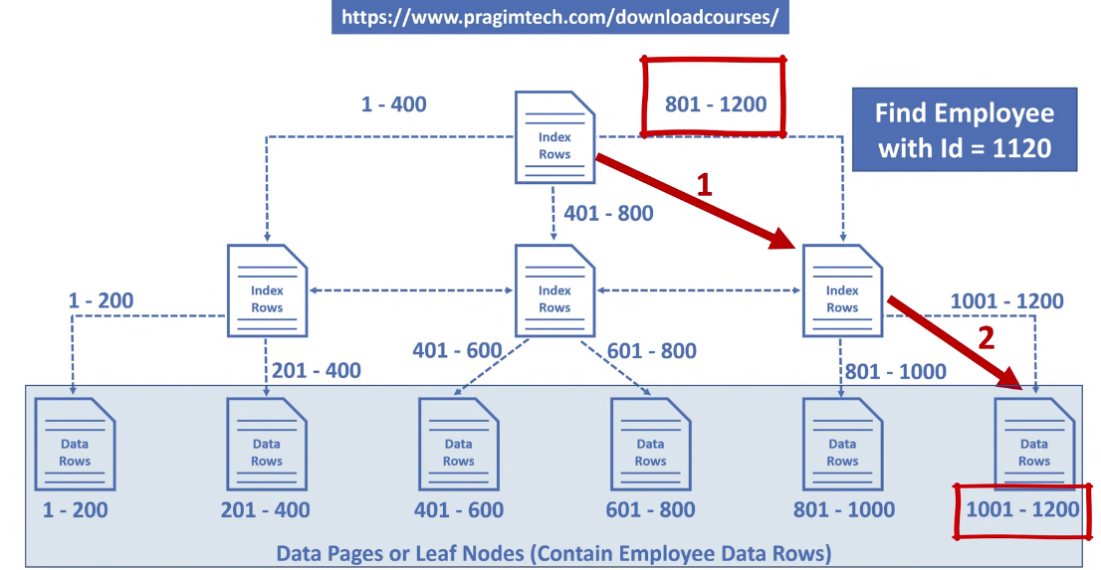 https://www.pragimtech.com/downloadcourses/
1 - 400
801 - 1200
Find Employee
with Id = 1120
Index
Rows
1
401 - 800
Index
Rows
Index
Rows
Index
Rows
1 - 200
1001 - 1200
2
201 - 400
401 - 600
601 - 800
801 - 1000
Data
Rows
Data
Rows
Data
Rows
Data
Rows
Data
Rows
Data
Rows
1 - 200
201 - 400
401 - 600
601 - 800
801 - 1000
1001 - 1200
Data Pages or Leaf Nodes (Contain Employee Data Rows)